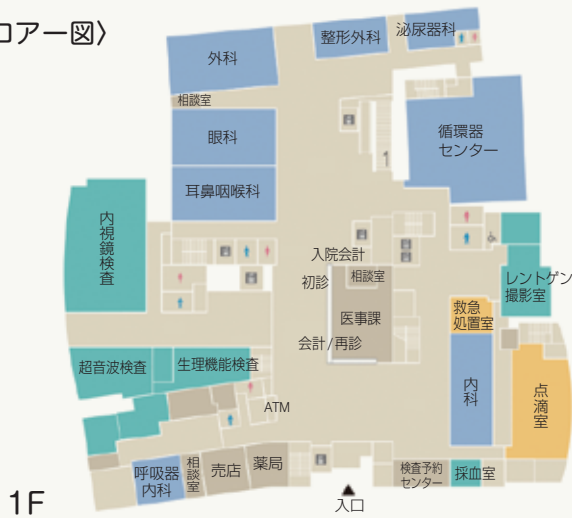 ロアー図〉
外科
整形外科
泌尿器科
相談室
眼科
循環器
センター
耳鼻咽喉科
内視鏡検査
入院会計
初診
相談室
レントゲン
撮影室
医事課
救急
処置室
会計/再診
超音波検査
生理機能検査
内科
点滴室
ATM
呼吸器
内科
相談室
売店
薬局
検査予約
センター
採血室
入口
1F